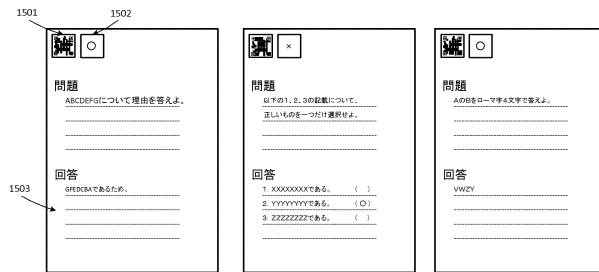 1501
1502
○
問題
ABCDEFGについて理由を答えよ。
回答
GFEDCBAであるため。
1503
×
問題
以下の1、2、3の記載について、
正しいものを一つだけ選択せよ。
回答
1. XXXXXXXXである。 ( )
2. YYYYYYYYである。 (○)
3. ZZZZZZZZである。 ( )
○
問題
AのBをローマ字4文字で答えよ。
回答
VWZY